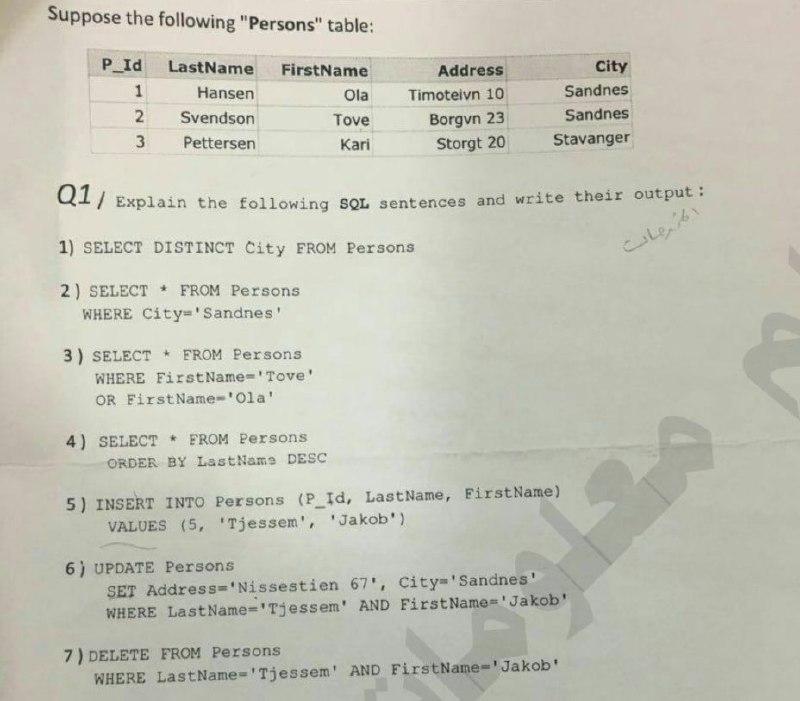 Suppose the following "Persons" table:
P_Id LastName FirstName Address City
1 Hansen Ola Timoteivn 10 Sandnes
2 Svendson Tove Borgvn 23 Sandnes
3 Pettersen Kari Storgt 20 Stavanger
Q1/ Explain the following SQL sentences and write their output:
1) SELECT DISTINCT City FROM Persons
2) SELECT * FROM Persons
WHERE City='Sandnes'
3) SELECT * FROM Persons
WHERE FirstName='Tove'
OR FirstName='Ola'
4) SELECT * FROM Persons
ORDER BY LastName DESC
5) INSERT INTO Persons (P_Id, LastName, FirstName)
VALUES (5, 'Tjessem', 'Jakob')
6) UPDATE Persons
SET Address='Nissestien 67', City='Sandnes'
WHERE LastName='Tjessem' AND FirstName='Jakob'
7) DELETE FROM Persons
WHERE LastName='Tjessem' AND FirstName='Jakob'